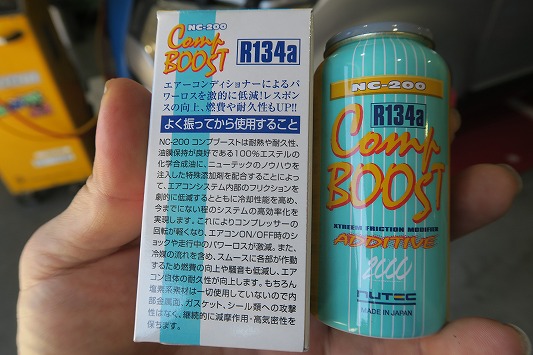 NC-200
Comp
BOOST
R134a
エアーコンディショナーによるパ
ワーロスを激的に低減!レスポン
スの向上、燃費や耐久性もUP!!
よく振ってから使用すること
NC-200 コンプブーストは耐熱や耐久性、
油膜保持が良好である100%エステルの
化学合成油に、ニューテックのノウハウを
注入した特殊添加剤を配合することによっ
て、エアコンシステム内部のフリクションを
劇的に低減するとともに冷却性能を高め、
今までにない程のシステムの高効率化を
実現します。これによりコンプレッサーの
回転が軽くなり、エアコンON/OFF時のシ
ョックや走行中のパワーロスが激減。また、
冷媒の流れを含め、スムースに各部が作動
するため燃費の向上や騒音も低減し、エア
コン自体の耐久性が向上します。もちろん
塩素系素材は一切使用していないので内
部金属面、ガスケット、シール類への攻撃
性はなく、継続的に減摩作用・高気密性を
保ちます。
NC-200
R134a
Comp
BOOST
XTREEM FRICTION MODIFIER
ADDITIVE
2000
NUTEC
MADE IN JAPAN